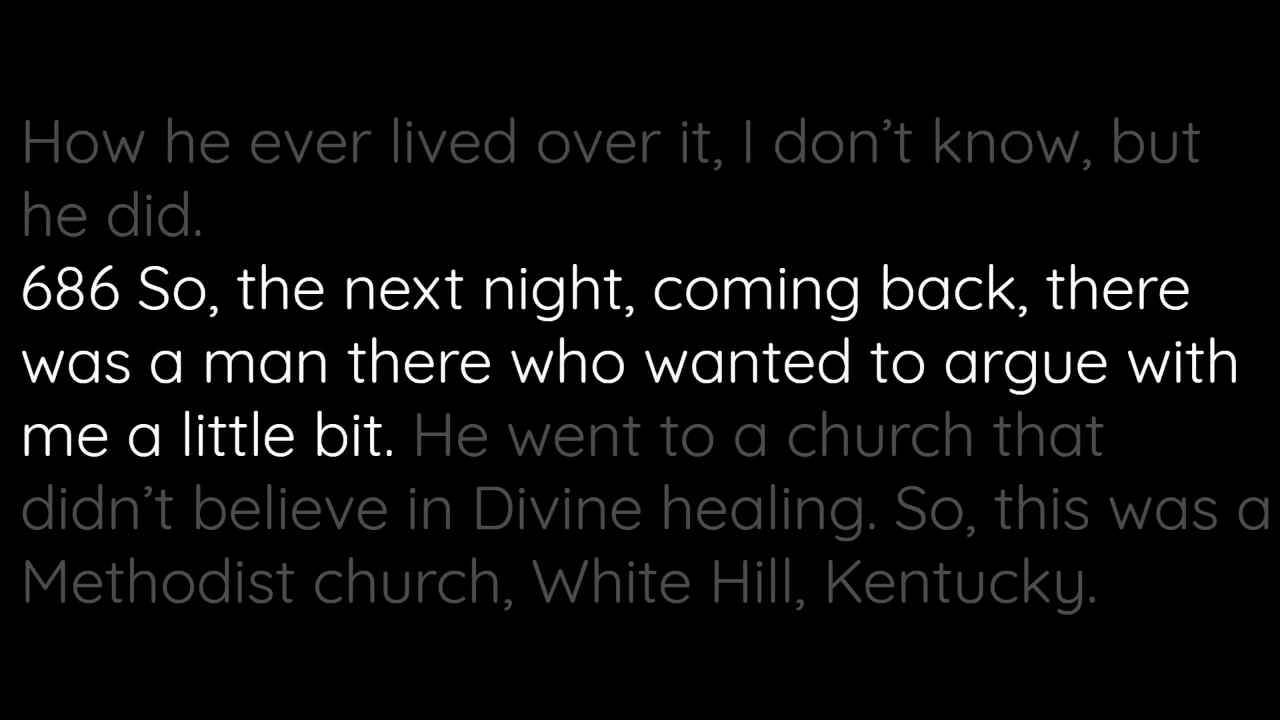 How he ever lived over it, I don’t know, but
he did.
686 So, the next night, coming back, there
was a man there who wanted to argue with
me a little bit. He went to a church that
didn’t believe in Divine healing. So, this was a
Methodist church, White Hill, Kentucky.